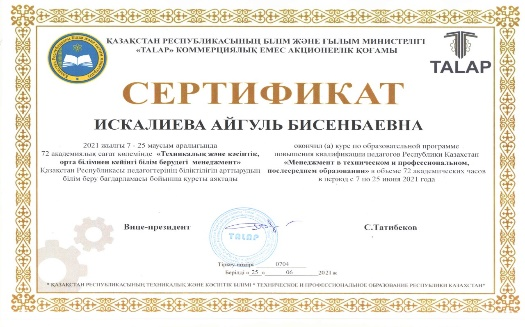 ҚАЗАҚСТАН РЕСПУБЛИКАСЫНЫҢ БІЛІМ ЖӘНЕ ҒЫЛЫМ МИНИСТРЛІГІ
«TALAP» КОММЕРЦИЯЛЫҚ ЕМЕС АКЦИОНЕРЛІК ҚОҒАМЫ
TALAP
СЕРТИФИКАТ
ИСКАЛИЕВА АЙГУЛЬ БИСЕНБАЕВНА
2021 жылғы 7 - 25 маусым аралығында
72 академиялық сағат көлемінде «Техникалық және кәсіптік,
орта білімнен кейінгі білім берудегі менеджмент»
Қазақстан Республикасы педагогтерінің біліктілігін арттырудың
білім беру бағдарламасы бойынша курсты аяқтады
окончил (а) курс по образовательной программе
повышения квалификации педагогов Республики Казахстан
«Менеджмент в техническом и профессиональном,
послесреднем образовании» в объеме 72 академических часов
в период с 7 по 25 июня 2021 года
Вице-президент
С.Татибеков
TALAP
0704
Берілді «25» 06 2021 ж
* ҚАЗАҚСТАН РЕСПУБЛИКАСЫНЫҢ ТЕХНИКАЛЫҚ ЖӘНЕ КӘСІПТІК БІЛІМІ * ТЕХНИЧЕСКОЕ И ПРОФЕССИОНАЛЬНОЕ ОБРАЗОВАНИЕ РЕСПУБЛИКИ КАЗАХСТАН*